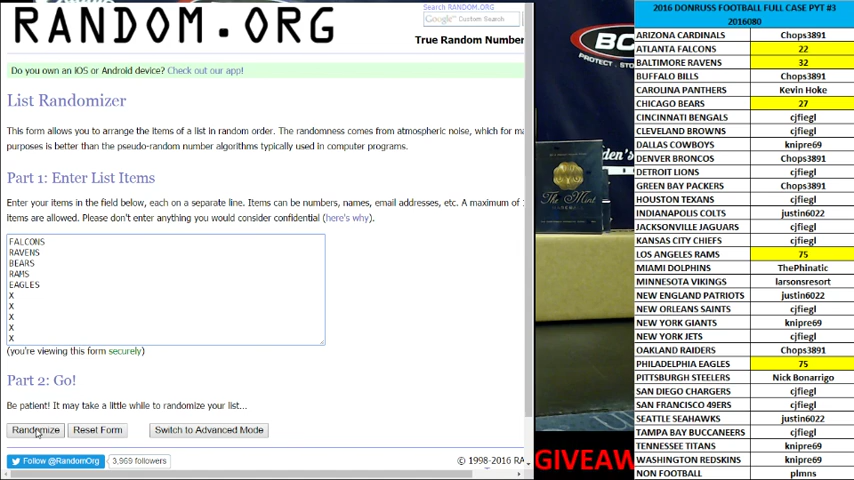 RANDOM.ORG
Search RANDOM.ORG
Google™ Custom Search
True Random Number
Do you own an iOS or Android device? Check out our app!
List Randomizer
This form allows you to arrange the items of a list in random order. The randomness comes from atmospheric noise, which for ma
purposes is better than the pseudo-random number algorithms typically used in computer programs.
Part 1: Enter List Items
Enter your items in the field below, each on a separate line. Items can be numbers, names, email addresses, etc. A maximum of
items are allowed. Please don't enter anything you would consider confidential (here's why).
FALCONS
RAVENS
BEARS
RAMS
EAGLES
X
X
X
X
X
(you're viewing this form securely)
Part 2: Go!
Be patient! It may take a little while to randomize your list...
Randomize Reset Form Switch to Advanced Mode
Follow @RandomOrg 3,969 followers
© 1998-2016 RA
BC
PROTECT
The Mint
GIVEAW
2016 DONRUSS FOOTBALL FULL CASE PYT #3
2016080
ARIZONA CARDINALS Chops3891
ATLANTA FALCONS 22
BALTIMORE RAVENS 32
BUFFALO BILLS Chops3891
CAROLINA PANTHERS Kevin Hoke
CHICAGO BEARS 27
CINCINNATI BENGALS cjfiegl
CLEVELAND BROWNS cjfiegl
DALLAS COWBOYS knipre69
DENVER BRONCOS Chops3891
DETROIT LIONS cjfiegl
GREEN BAY PACKERS Chops3891
HOUSTON TEXANS cjfiegl
INDIANAPOLIS COLTS justin6022
JACKSONVILLE JAGUARS cjfiegl
KANSAS CITY CHIEFS cjfiegl
LOS ANGELES RAMS 75
MIAMI DOLPHINS ThePhinatic
MINNESOTA VIKINGS larsonsresort
NEW ENGLAND PATRIOTS justin6022
NEW ORLEANS SAINTS cjfiegl
NEW YORK GIANTS knipre69
NEW YORK JETS cjfiegl
OAKLAND RAIDERS Chops3891
PHILADELPHIA EAGLES 75
PITTSBURGH STEELERS Nick Bonarrigo
SAN DIEGO CHARGERS cjfiegl
SAN FRANCISCO 49ERS cjfiegl
SEATTLE SEAHAWKS justin6022
TAMPA BAY BUCCANEERS cjfiegl
TENNESSEE TITANS knipre69
WASHINGTON REDSKINS knipre69
NON FOOTBALL plmns